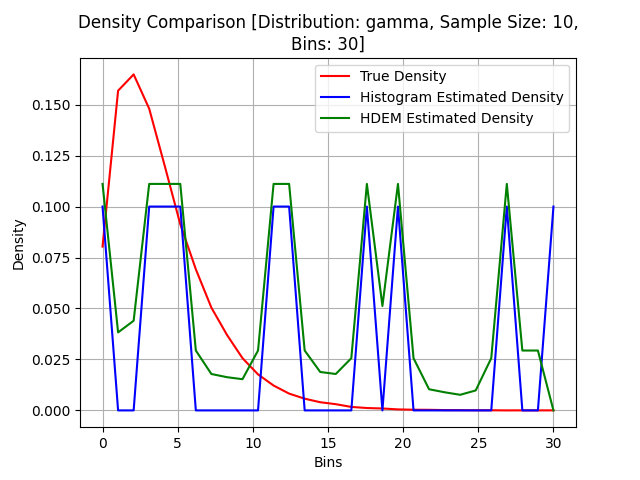 Density Comparison [Distribution: gamma, Sample Size: 10,
Bins: 30]
True Density
Histogram Estimated Density
HDEM Estimated Density
Density
0.150
0.125
0.100
0.075
0.050
0.025
0.000
0 5 10 15 20 25 30
Bins